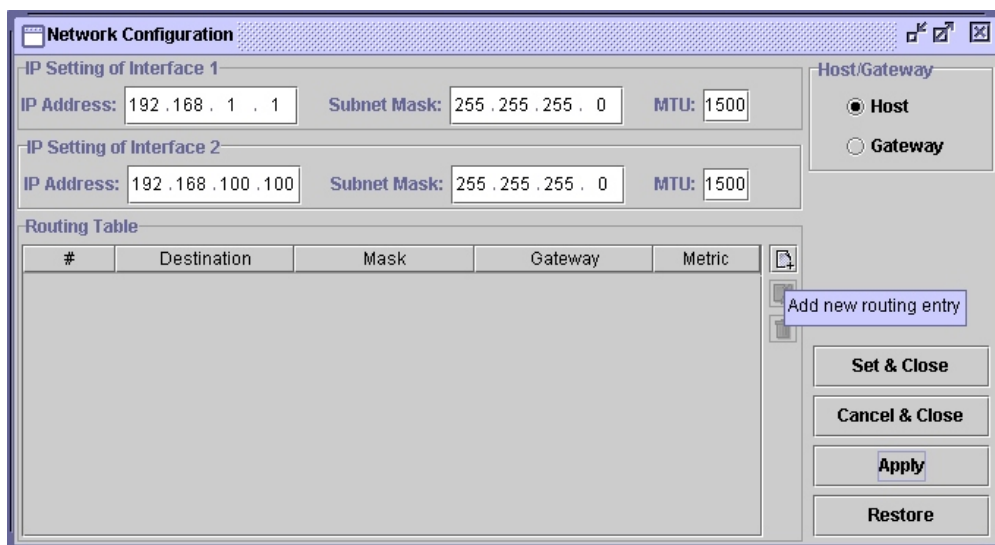 Network Configuration
IP Setting of Interface 1
IP Address: 192 . 168 . 1 . 1 Subnet Mask: 255 . 255 . 255 . 0 MTU: 1500
Host/Gateway
Host
Gateway
IP Setting of Interface 2
IP Address: 192 . 168 . 100 . 100 Subnet Mask: 255 . 255 . 255 . 0 MTU: 1500
Routing Table
# Destination Mask Gateway Metric
Add new routing entry
Set & Close
Cancel & Close
Apply
Restore